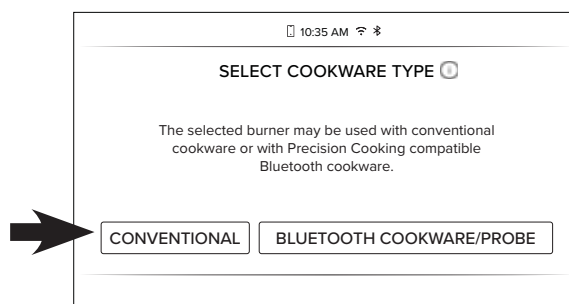 10:35 AM
SELECT COOKWARE TYPE
The selected burner may be used with conventional
cookware or with Precision Cooking compatible
Bluetooth cookware.
CONVENTIONAL
BLUETOOTH COOKWARE/PROBE